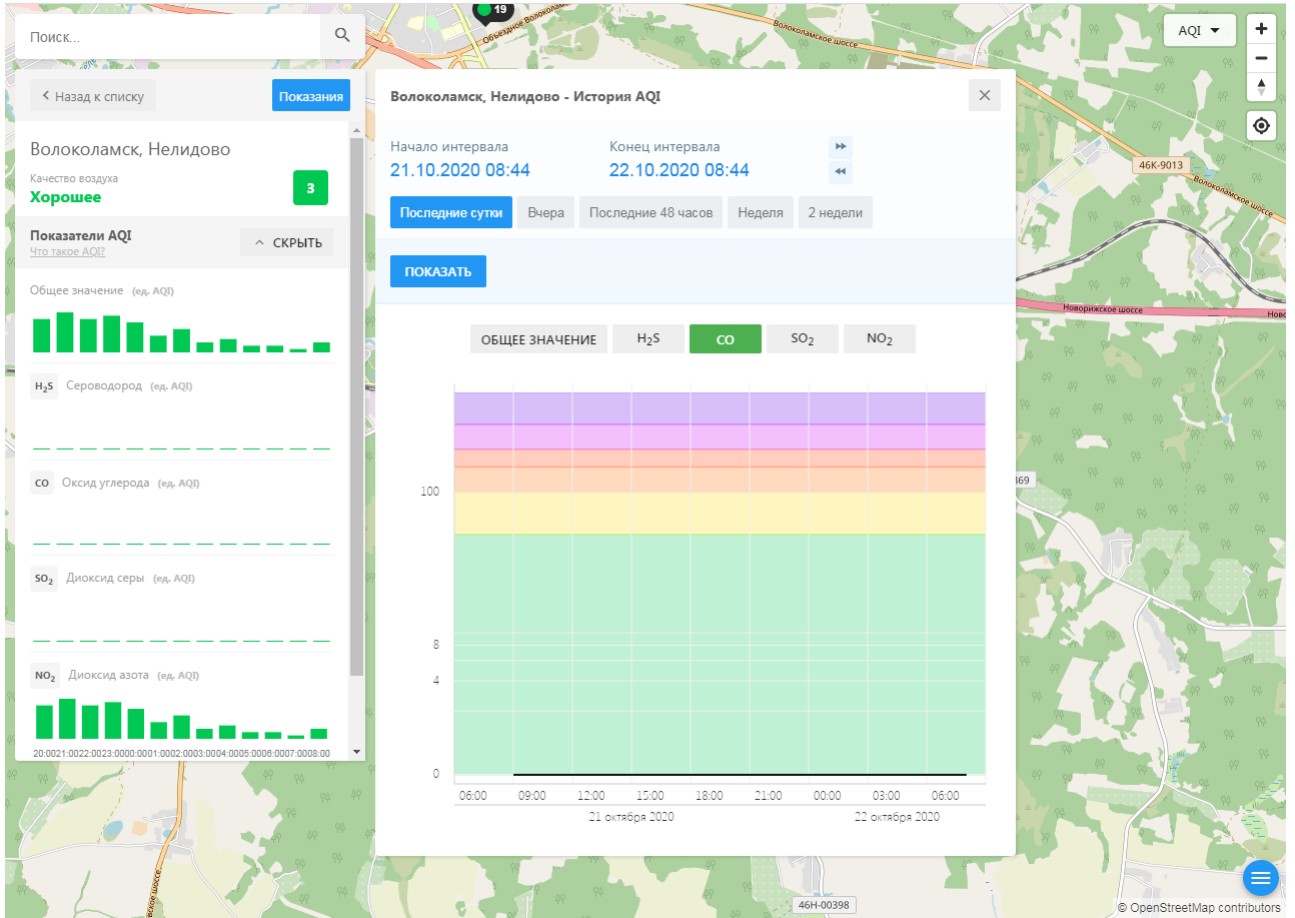 19
Объездное Волоколам
Волоколамское шоссе
Поиск...
AQI
Назад к списку
Показания
Волоколамск, Нелидово
Качество воздуха
Хорошее
3
Показатели AQI
Что такое AQI?
СКРЫТЬ
Общее значение (ед. AQI)
H₂S Сероводород (ед. AQI)
CO Оксид углерода (ед. AQI)
SO₂ Диоксид серы (ед. AQI)
NO₂ Диоксид азота (ед. AQI)
20:0021:0022:0023:0000:0001:0002:0003:0004:0005:0006:0007:0008:00
Волоколамск, Нелидово - История AQI
Начало интервала Конец интервала
21.10.2020 08:44 22.10.2020 08:44
Последние сутки Вчера Последние 48 часов Неделя 2 недели
ПОКАЗАТЬ
ОБЩЕЕ ЗНАЧЕНИЕ H₂S CO SO₂ NO₂
100
8
4
0
06:00 09:00 12:00 15:00 18:00 21:00 00:00 03:00 06:00
21 октября 2020 22 октября 2020
46К-9013
Волоколамское шоссе
Новорижское шоссе
Ново
369
вское шоссе
46Н-00398
© OpenStreetMap contributors